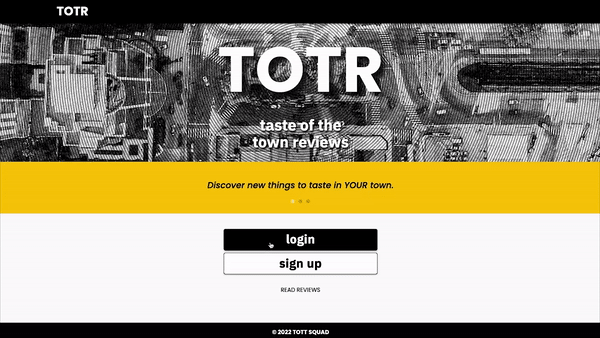 TOTR
TOTR
taste of the
town reviews
Discover new things to taste in YOUR town.
login
sign up
READ REVIEWS
© 2022 TOTT SQUAD